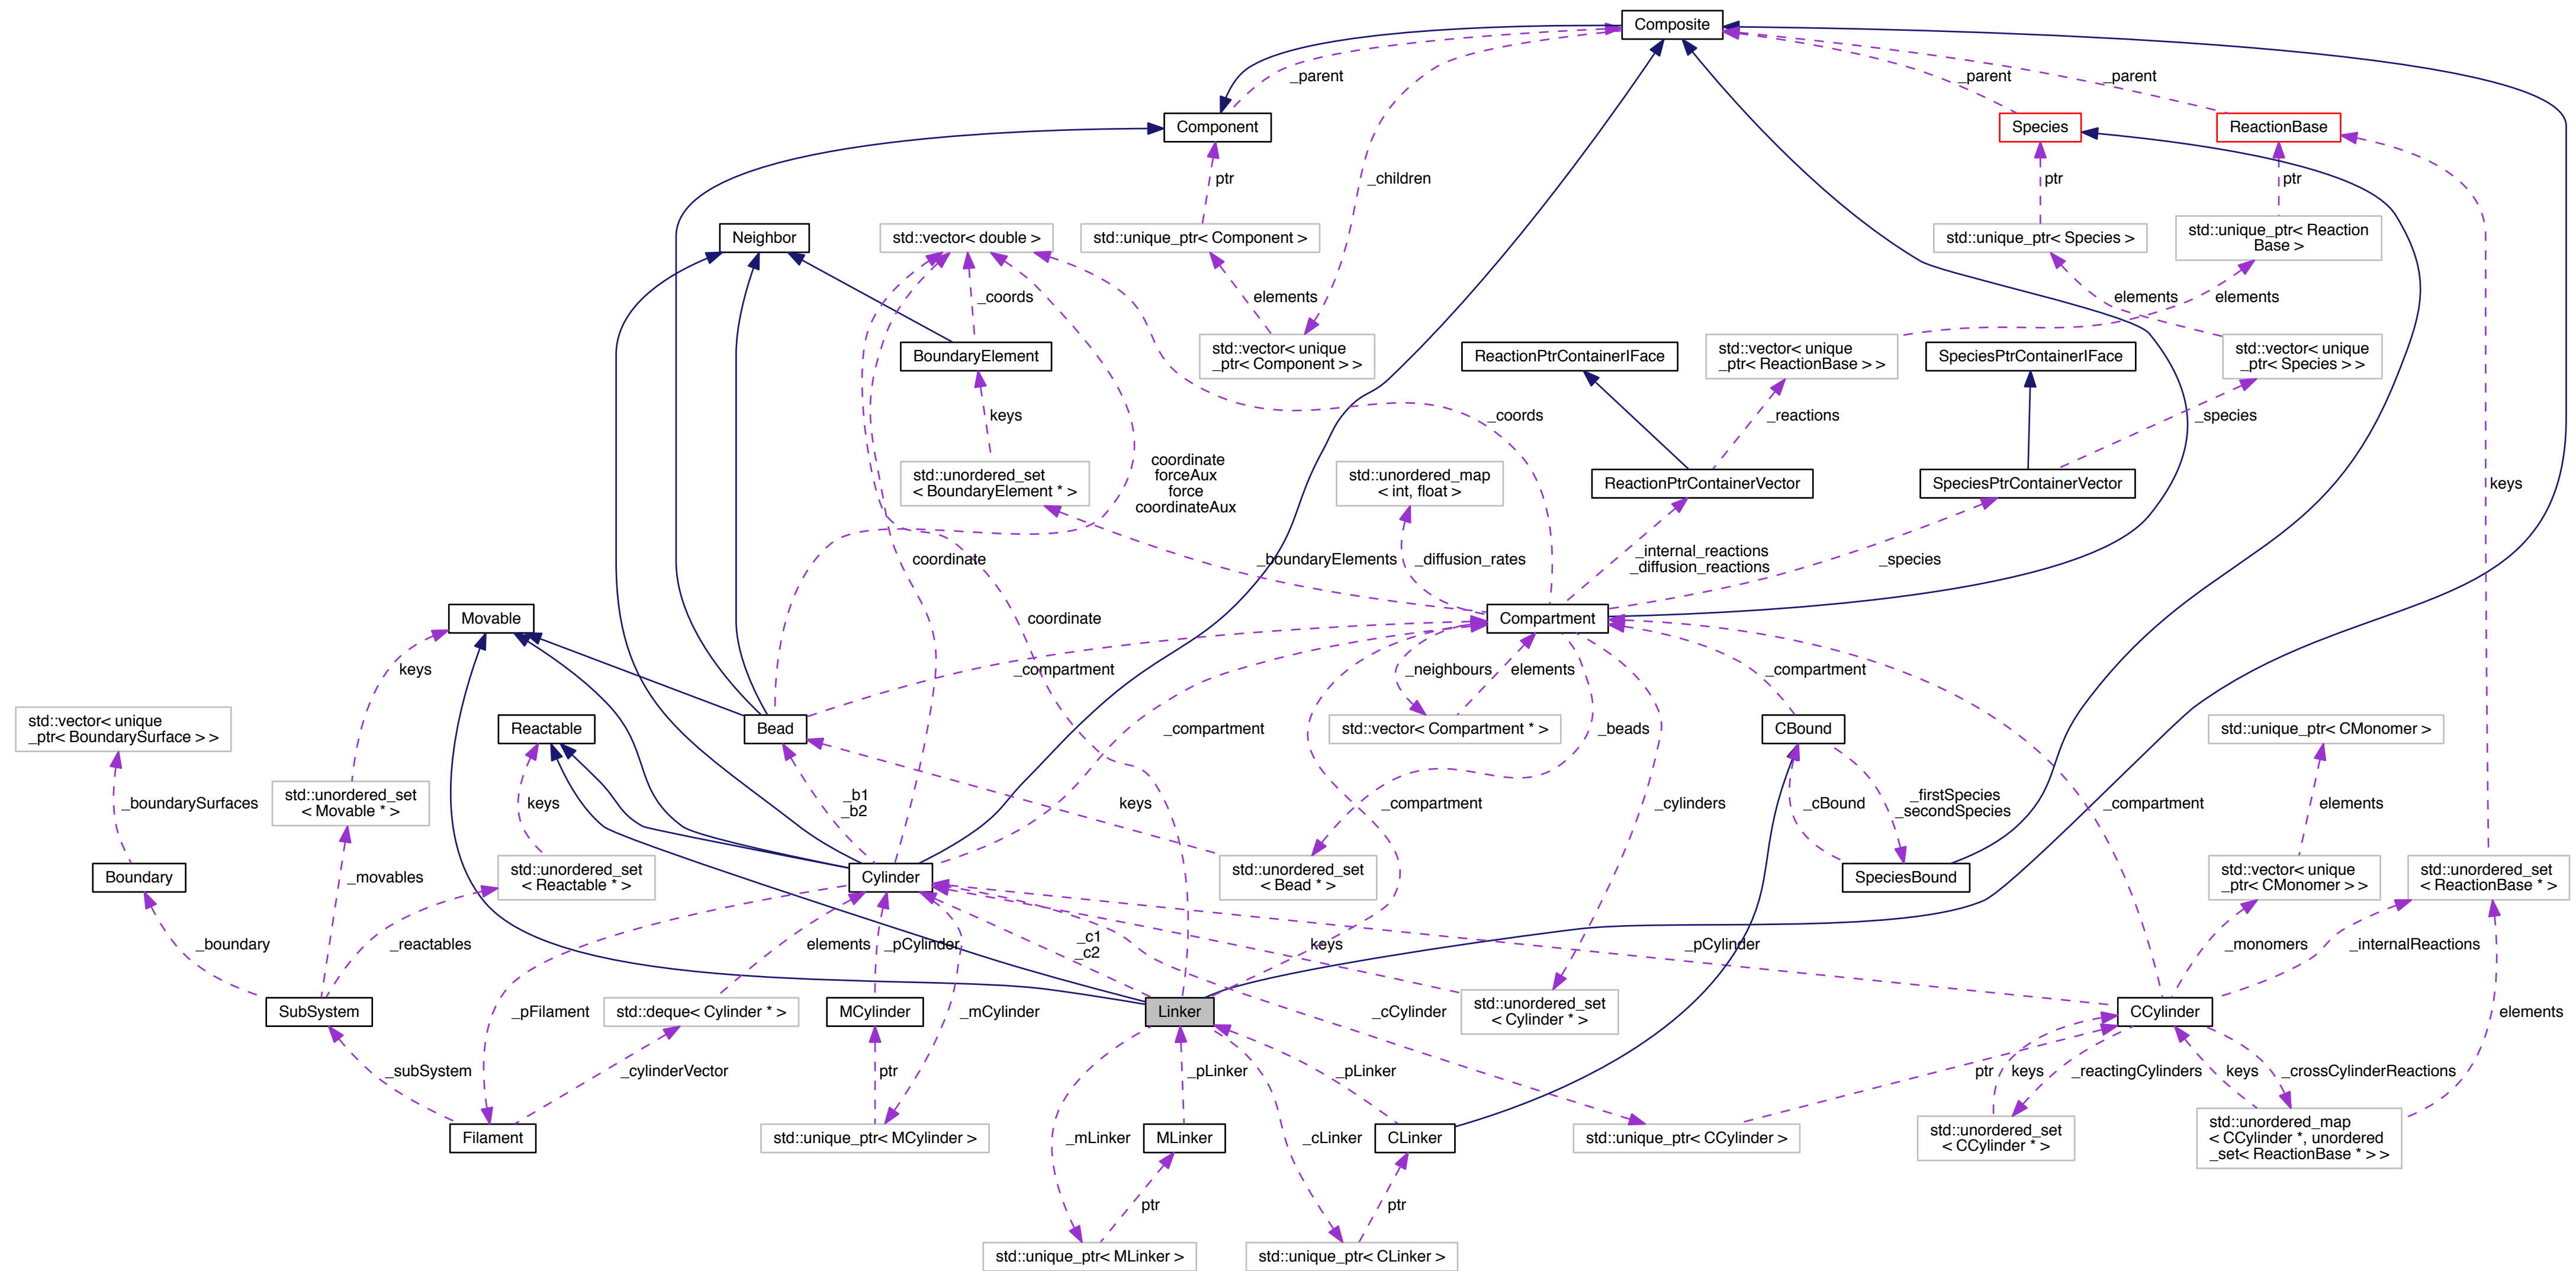 Composite
_parent
_parent
_parent
Component
Species
ReactionBase
ptr
_children
ptr
ptr
Neighbor
std::vector< double >
std::unique_ptr< Component >
std::unique_ptr< Species >
std::unique_ptr< Reaction
Base >
_coords
elements
elements
elements
BoundaryElement
std::vector< unique
_ptr< Component > >
ReactionPtrContainerIFace
std::vector< unique
_ptr< ReactionBase > >
SpeciesPtrContainerIFace
std::vector< unique
_ptr< Species > >
keys
_coords
_reactions
_species
coordinate
forceAux
force
coordinateAux
std::unordered_set
< BoundaryElement * >
std::unordered_map
< int, float >
ReactionPtrContainerVector
SpeciesPtrContainerVector
keys
coordinate
_boundaryElements
_diffusion_rates
_internal_reactions
_diffusion_reactions
_species
Movable
coordinate
Compartment
keys
_compartment
_neighbours
elements
_compartment
std::vector< unique
_ptr< BoundarySurface > >
Reactable
Bead
_compartment
std::vector< Compartment * >
_beads
CBound
std::unique_ptr< CMonomer >
_boundarySurfaces
std::unordered_set
< Movable * >
keys
_b1
_b2
keys
_compartment
_cylinders
_cBound
_firstSpecies
_secondSpecies
_compartment
elements
Boundary
_movables
std::unordered_set
< Reactable * >
Cylinder
std::unordered_set
< Bead * >
SpeciesBound
std::vector< unique
_ptr< CMonomer > >
std::unordered_set
< ReactionBase * >
_boundary
_reactables
elements
_pCylinder
_c1
_c2
keys
_pCylinder
_monomers
_internalReactions
SubSystem
_pFilament
std::deque< Cylinder * >
MCylinder
_mCylinder
Linker
_cCylinder
std::unordered_set
< Cylinder * >
CCylinder
elements
_subSystem
_cylinderVector
ptr
_pLinker
_pLinker
ptr
keys
_reactingCylinders
keys
_crossCylinderReactions
Filament
std::unique_ptr< MCylinder >
_mLinker
MLinker
_cLinker
CLinker
std::unique_ptr< CCylinder >
std::unordered_set
< CCylinder * >
std::unordered_map
< CCylinder *, unordered
_set< ReactionBase * > >
ptr
ptr
std::unique_ptr< MLinker >
std::unique_ptr< CLinker >